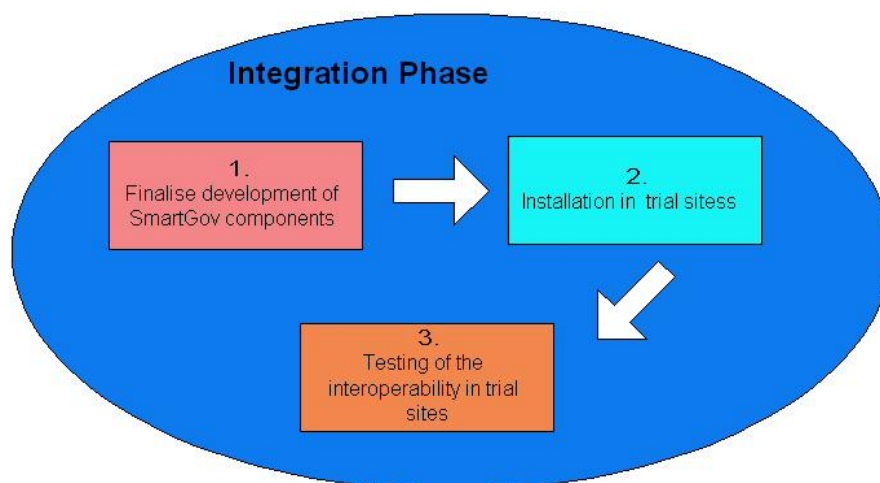 Integration Phase
1.
Finalise development of
SmartGov components
2.
Installation in trial sitess
3.
Testing of the
interoperability in trial
sites